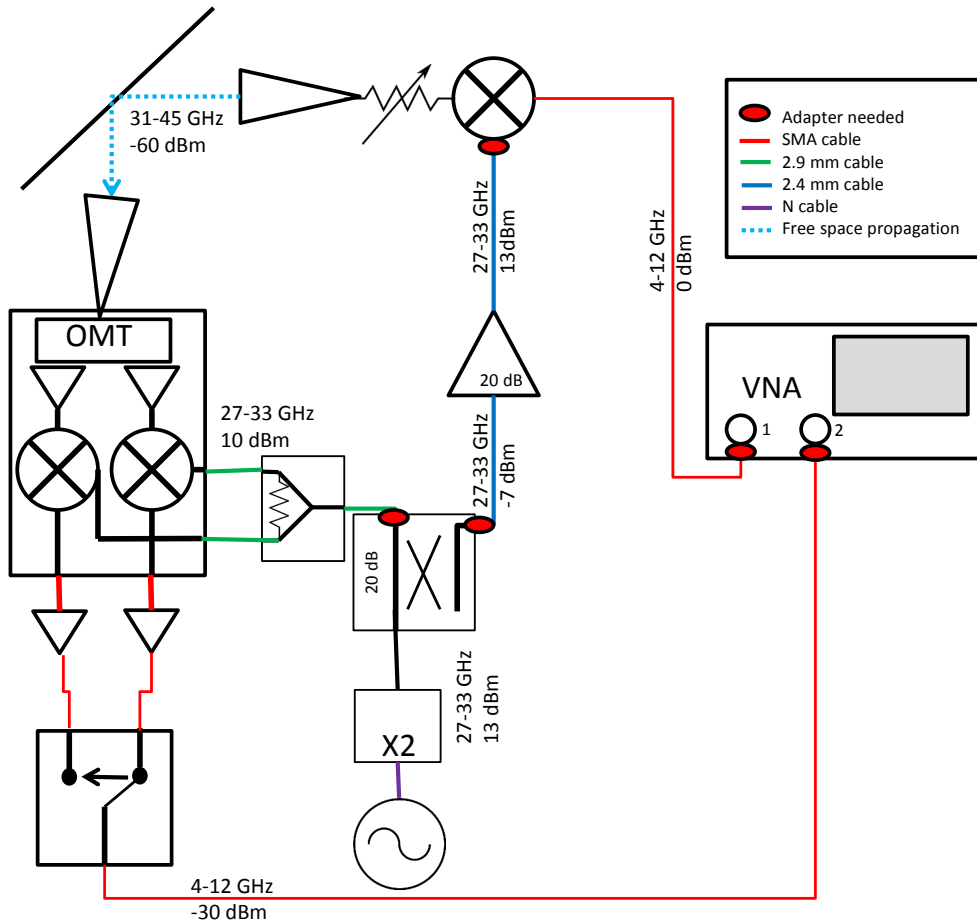 31-45 GHz
-60 dBm
Adapter needed
SMA cable
2.9 mm cable
2.4 mm cable
N cable
Free space propagation
27-33 GHz
13dBm
4-12 GHz
0 dBm
OMT
20 dB
VNA
1
2
27-33 GHz
10 dBm
27-33 GHz
-7 dBm
20 dB
27-33 GHz
13 dBm
X2
4-12 GHz
-30 dBm